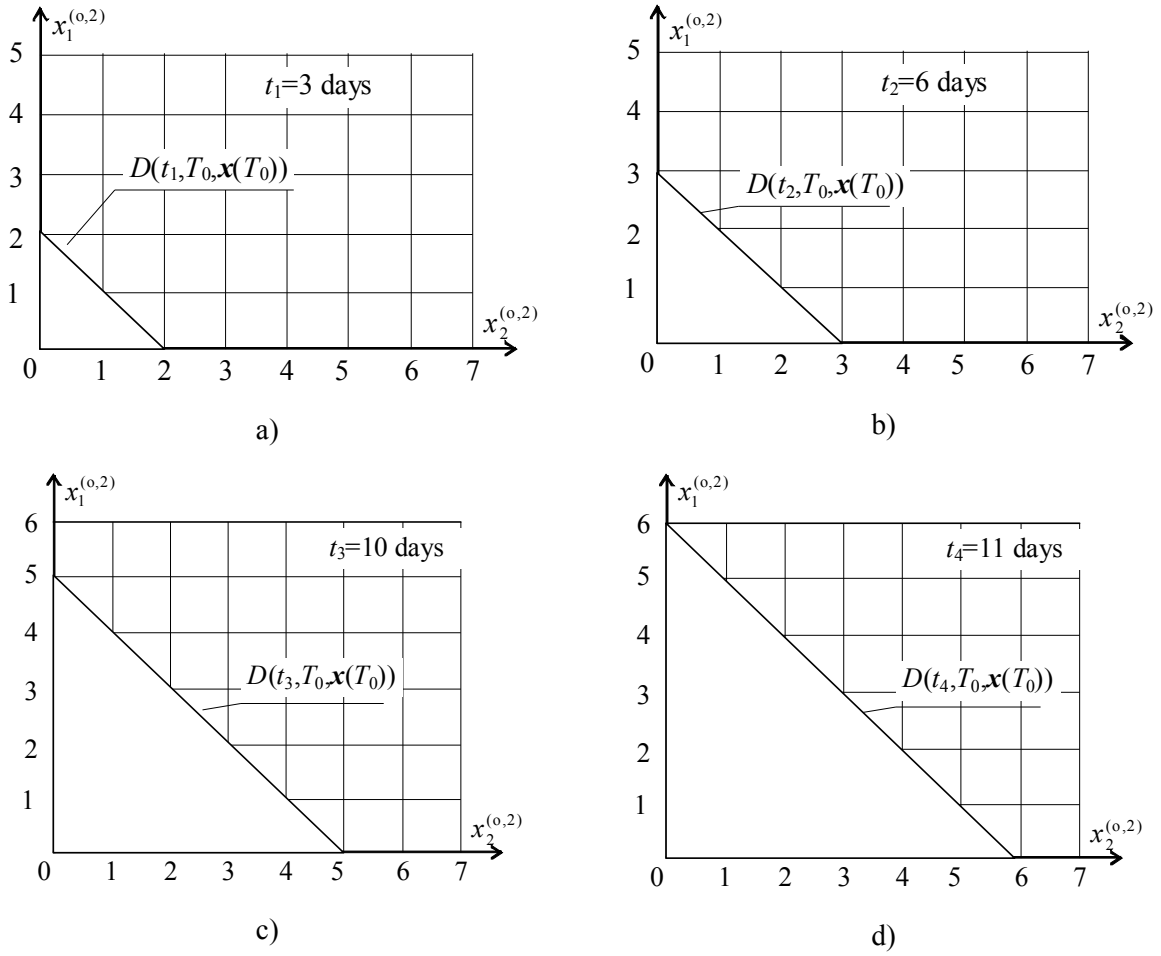 x₁^(o,2)
5
t₁=3 days
4
D(t₁,T₀,x(T₀))
3
2
1
x₂^(o,2)
0 1 2 3 4 5 6 7
a)
x₁^(o,2)
5
t₂=6 days
4
D(t₂,T₀,x(T₀))
3
2
1
x₂^(o,2)
0 1 2 3 4 5 6 7
b)
x₁^(o,2)
6
t₃=10 days
5
4
D(t₃,T₀,x(T₀))
3
2
1
x₂^(o,2)
0 1 2 3 4 5 6 7
c)
x₁^(o,2)
6
t₄=11 days
5
4
D(t₄,T₀,x(T₀))
3
2
1
x₂^(o,2)
0 1 2 3 4 5 6 7
d)